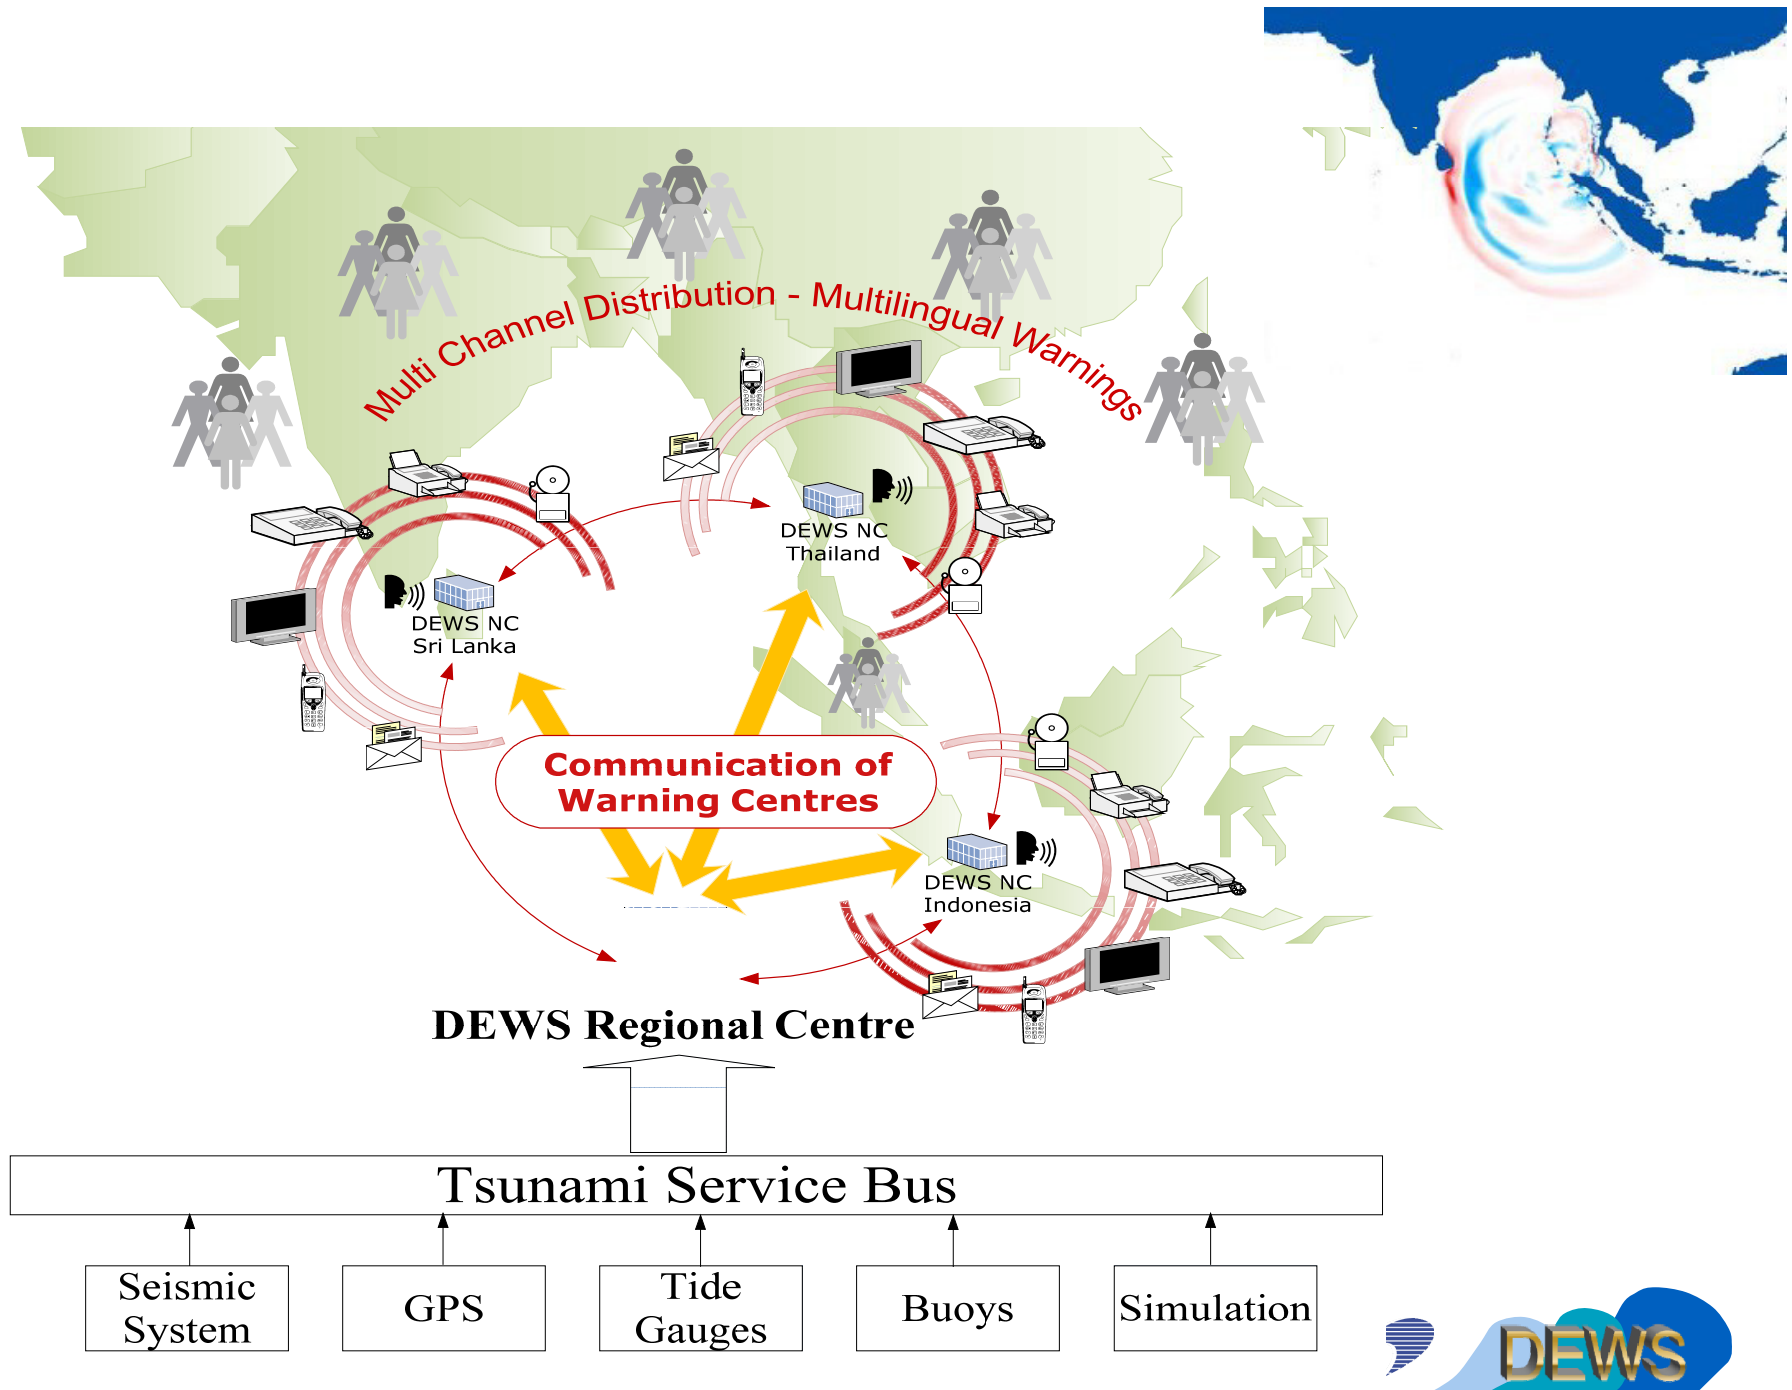 Multi Channel Distribution - Multilingual Warnings
DEWS NC
Thailand
DEWS NC
Sri Lanka
Communication of
Warning Centres
DEWS NC
Indonesia
DEWS Regional Centre
Tsunami Service Bus
Seismic
System
GPS
Tide
Gauges
Buoys
Simulation
DEWS